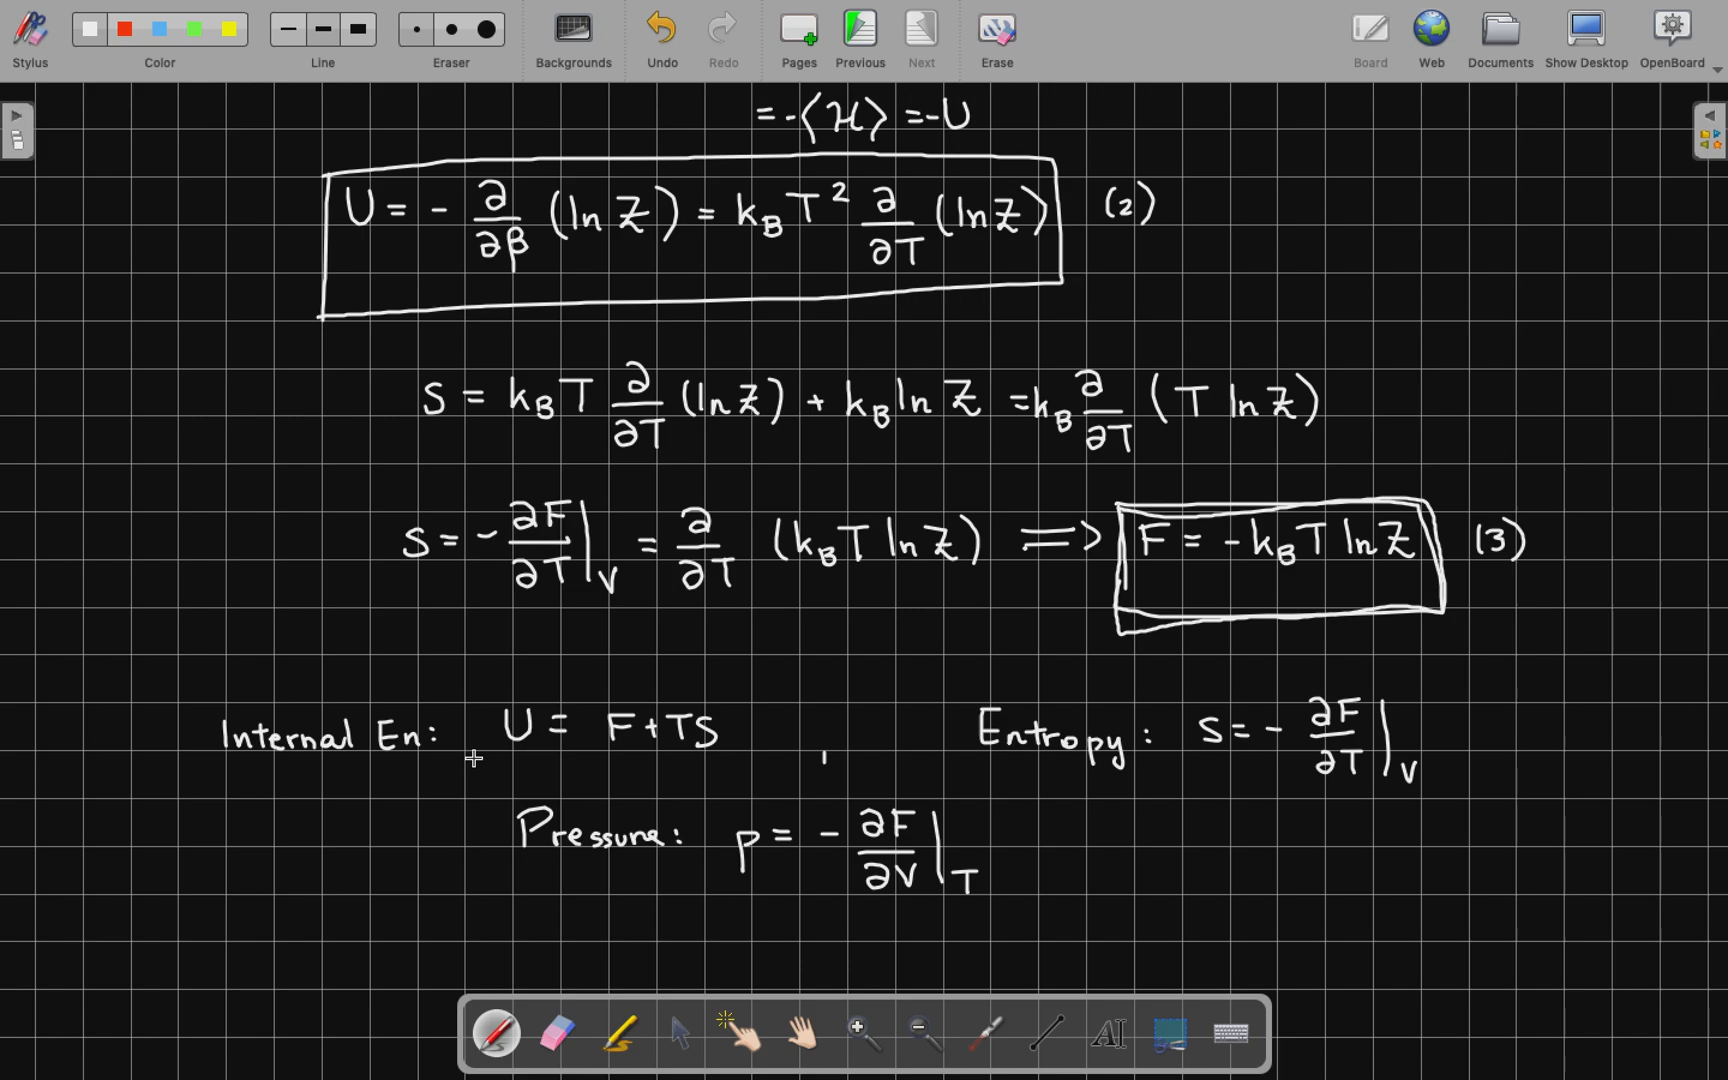 Stylus Color Line Eraser Backgrounds Undo Redo Pages Previous Next Erase Board Web Documents Show Desktop OpenBoard
= -⟨ℋ⟩ = -U
U = - ∂/∂β (ln Z) = k_B T² ∂/∂T (ln Z) (2)
S = k_B T ∂/∂T (ln Z) + k_B ln Z = k_B ∂/∂T (T ln Z)
S = - ∂F/∂T |_V = ∂/∂T (k_B T ln Z) ⟹ F = - k_B T ln Z (3)
Internal En: U = F + TS , Entropy: S = - ∂F/∂T |_V
Pressure: p = - ∂F/∂V |_T